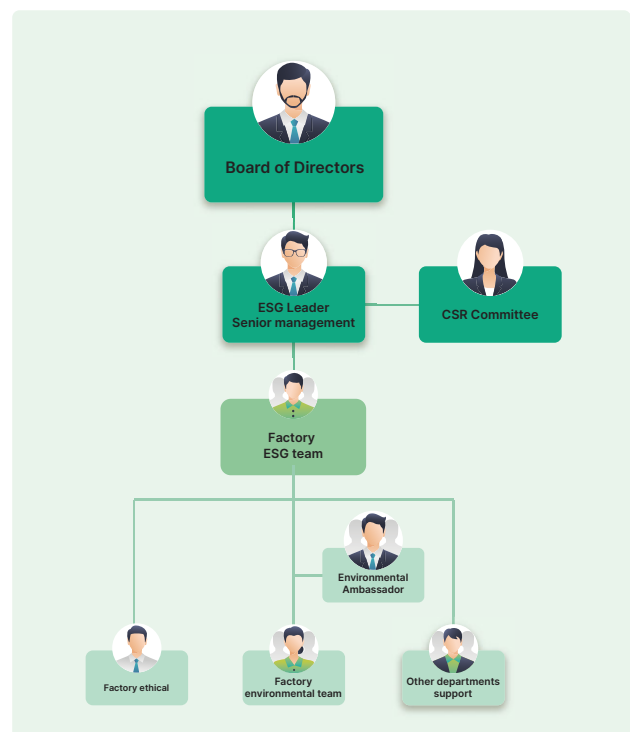 Board of Directors
ESG Leader
Senior management
CSR Committee
Factory
ESG team
Environmental
Ambassador
Factory ethical
Factory
environmental team
Other departments
support